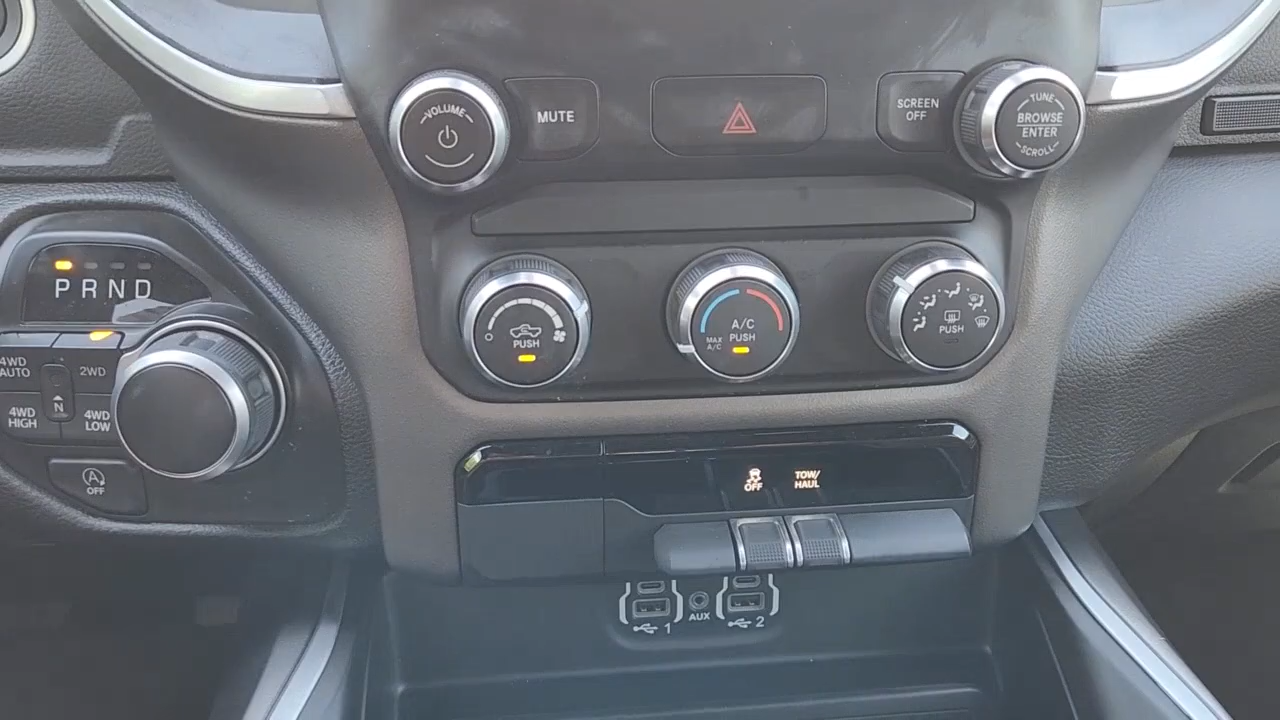 VOLUME
MUTE
SCREEN
OFF
TUNE
BROWSE
ENTER
SCROLL
P R N D
4WD
AUTO
2WD
N
4WD
HIGH
4WD
LOW
A
OFF
O
PUSH
A/C
PUSH
MAX
A/C
PUSH
OFF
TOW/
HAUL
1
AUX
2